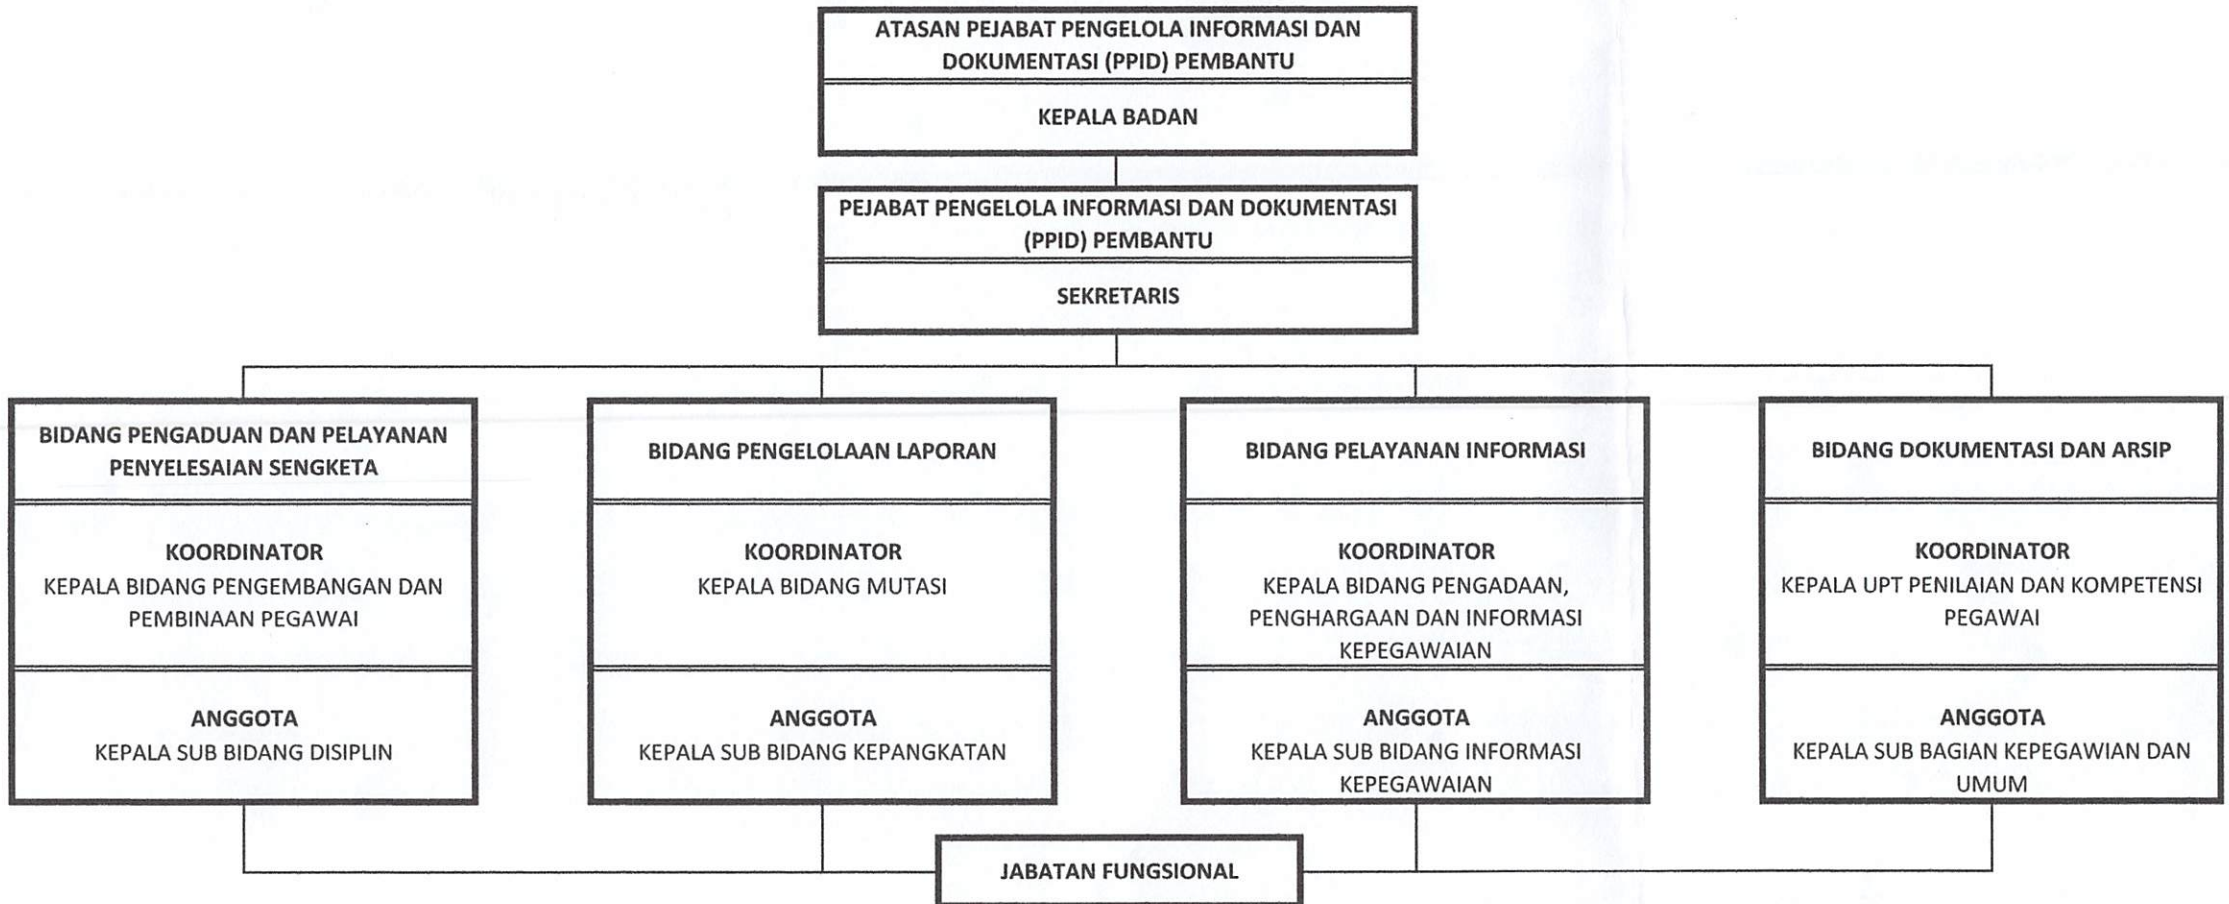 ATASAN PEJABAT PENGELOLA INFORMASI DAN
DOKUMENTASI (PPID) PEMBANTU
KEPALA BADAN
PEJABAT PENGELOLA INFORMASI DAN DOKUMENTASI
(PPID) PEMBANTU
SEKRETARIS
BIDANG PENGADUAN DAN PELAYANAN
PENYELESAIAN SENGKETA
KOORDINATOR
KEPALA BIDANG PENGEMBANGAN DAN
PEMBINAAN PEGAWAI
ANGGOTA
KEPALA SUB BIDANG DISIPLIN
BIDANG PENGELOLAAN LAPORAN
KOORDINATOR
KEPALA BIDANG MUTASI
ANGGOTA
KEPALA SUB BIDANG KEPANGKATAN
BIDANG PELAYANAN INFORMASI
KOORDINATOR
KEPALA BIDANG PENGADAAN,
PENGHARGAAN DAN INFORMASI
KEPEGAWAIAN
ANGGOTA
KEPALA SUB BIDANG INFORMASI
KEPEGAWAIAN
BIDANG DOKUMENTASI DAN ARSIP
KOORDINATOR
KEPALA UPT PENILAIAN DAN KOMPETENSI
PEGAWAI
ANGGOTA
KEPALA SUB BAGIAN KEPEGAWIAN DAN
UMUM
JABATAN FUNGSIONAL